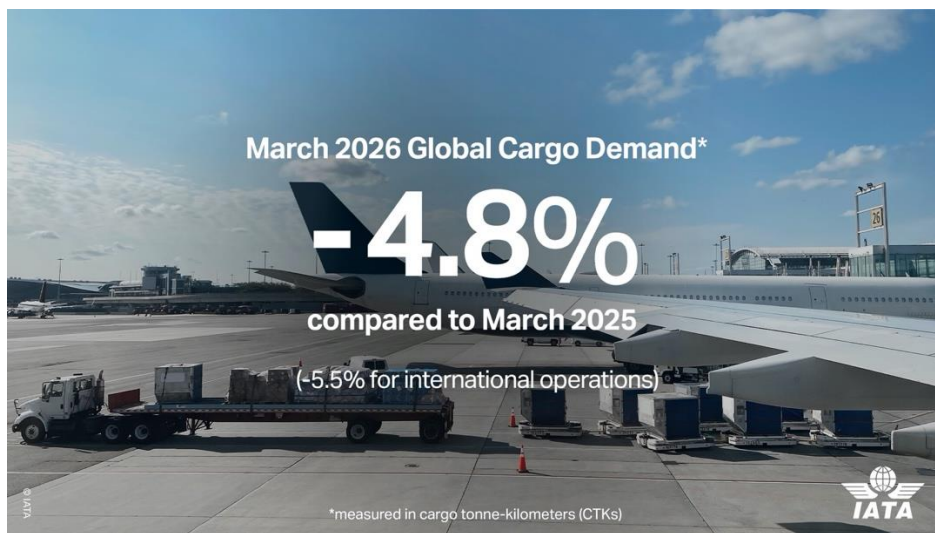 March 2026 Global Cargo Demand*
-4.8%
compared to March 2025
(-5.5% for international operations)
26
*measured in cargo tonne-kilometers (CTKs)
© IATA
IATA